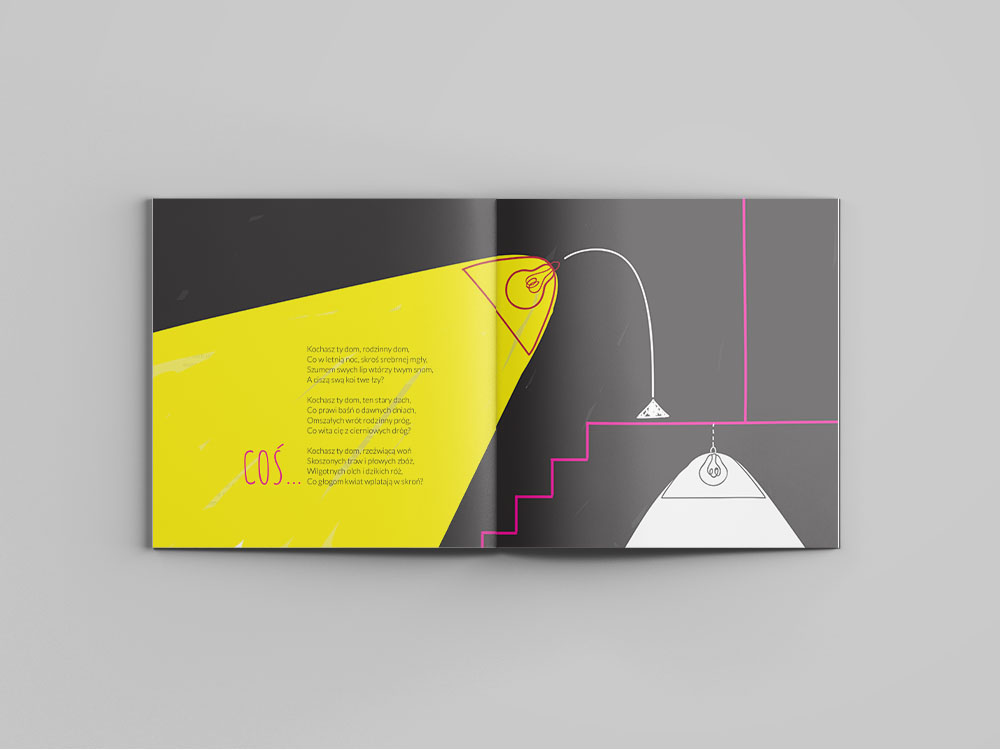 Kochasz ty dom, rodzinny dom,
Co w letnią noc, skroś srebrnej mgły,
Szumem swych lip wtórzy twym snom,
A ciszą swą koi twe łzy?
Kochasz ty dom, ten stary dach,
Co prawi baśń o dawnych dniach,
Omszałych wrót rodzinny próg,
Co wita cię z cierniowych dróg?
Kochasz ty dom, rzeźwiącą woń
Skoszonych traw i płowych zbóż,
Wilgotnych olch i dzikich róż,
Co głogom kwiat wplatają w skroń?
COŚ...